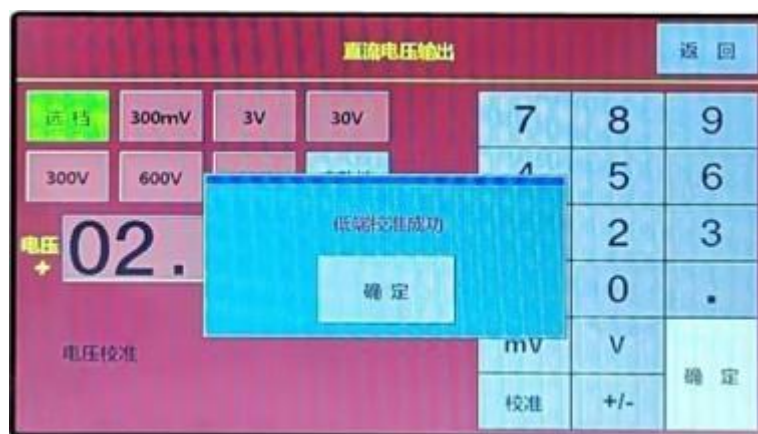 直流电压输出
返 回
选 档
300mV
3V
30V
7
8
9
300V
600V
5
6
低端校准成功
电压
+
02.
2
3
确 定
0
.
电压校准
mV
V
确 定
校准
+/-